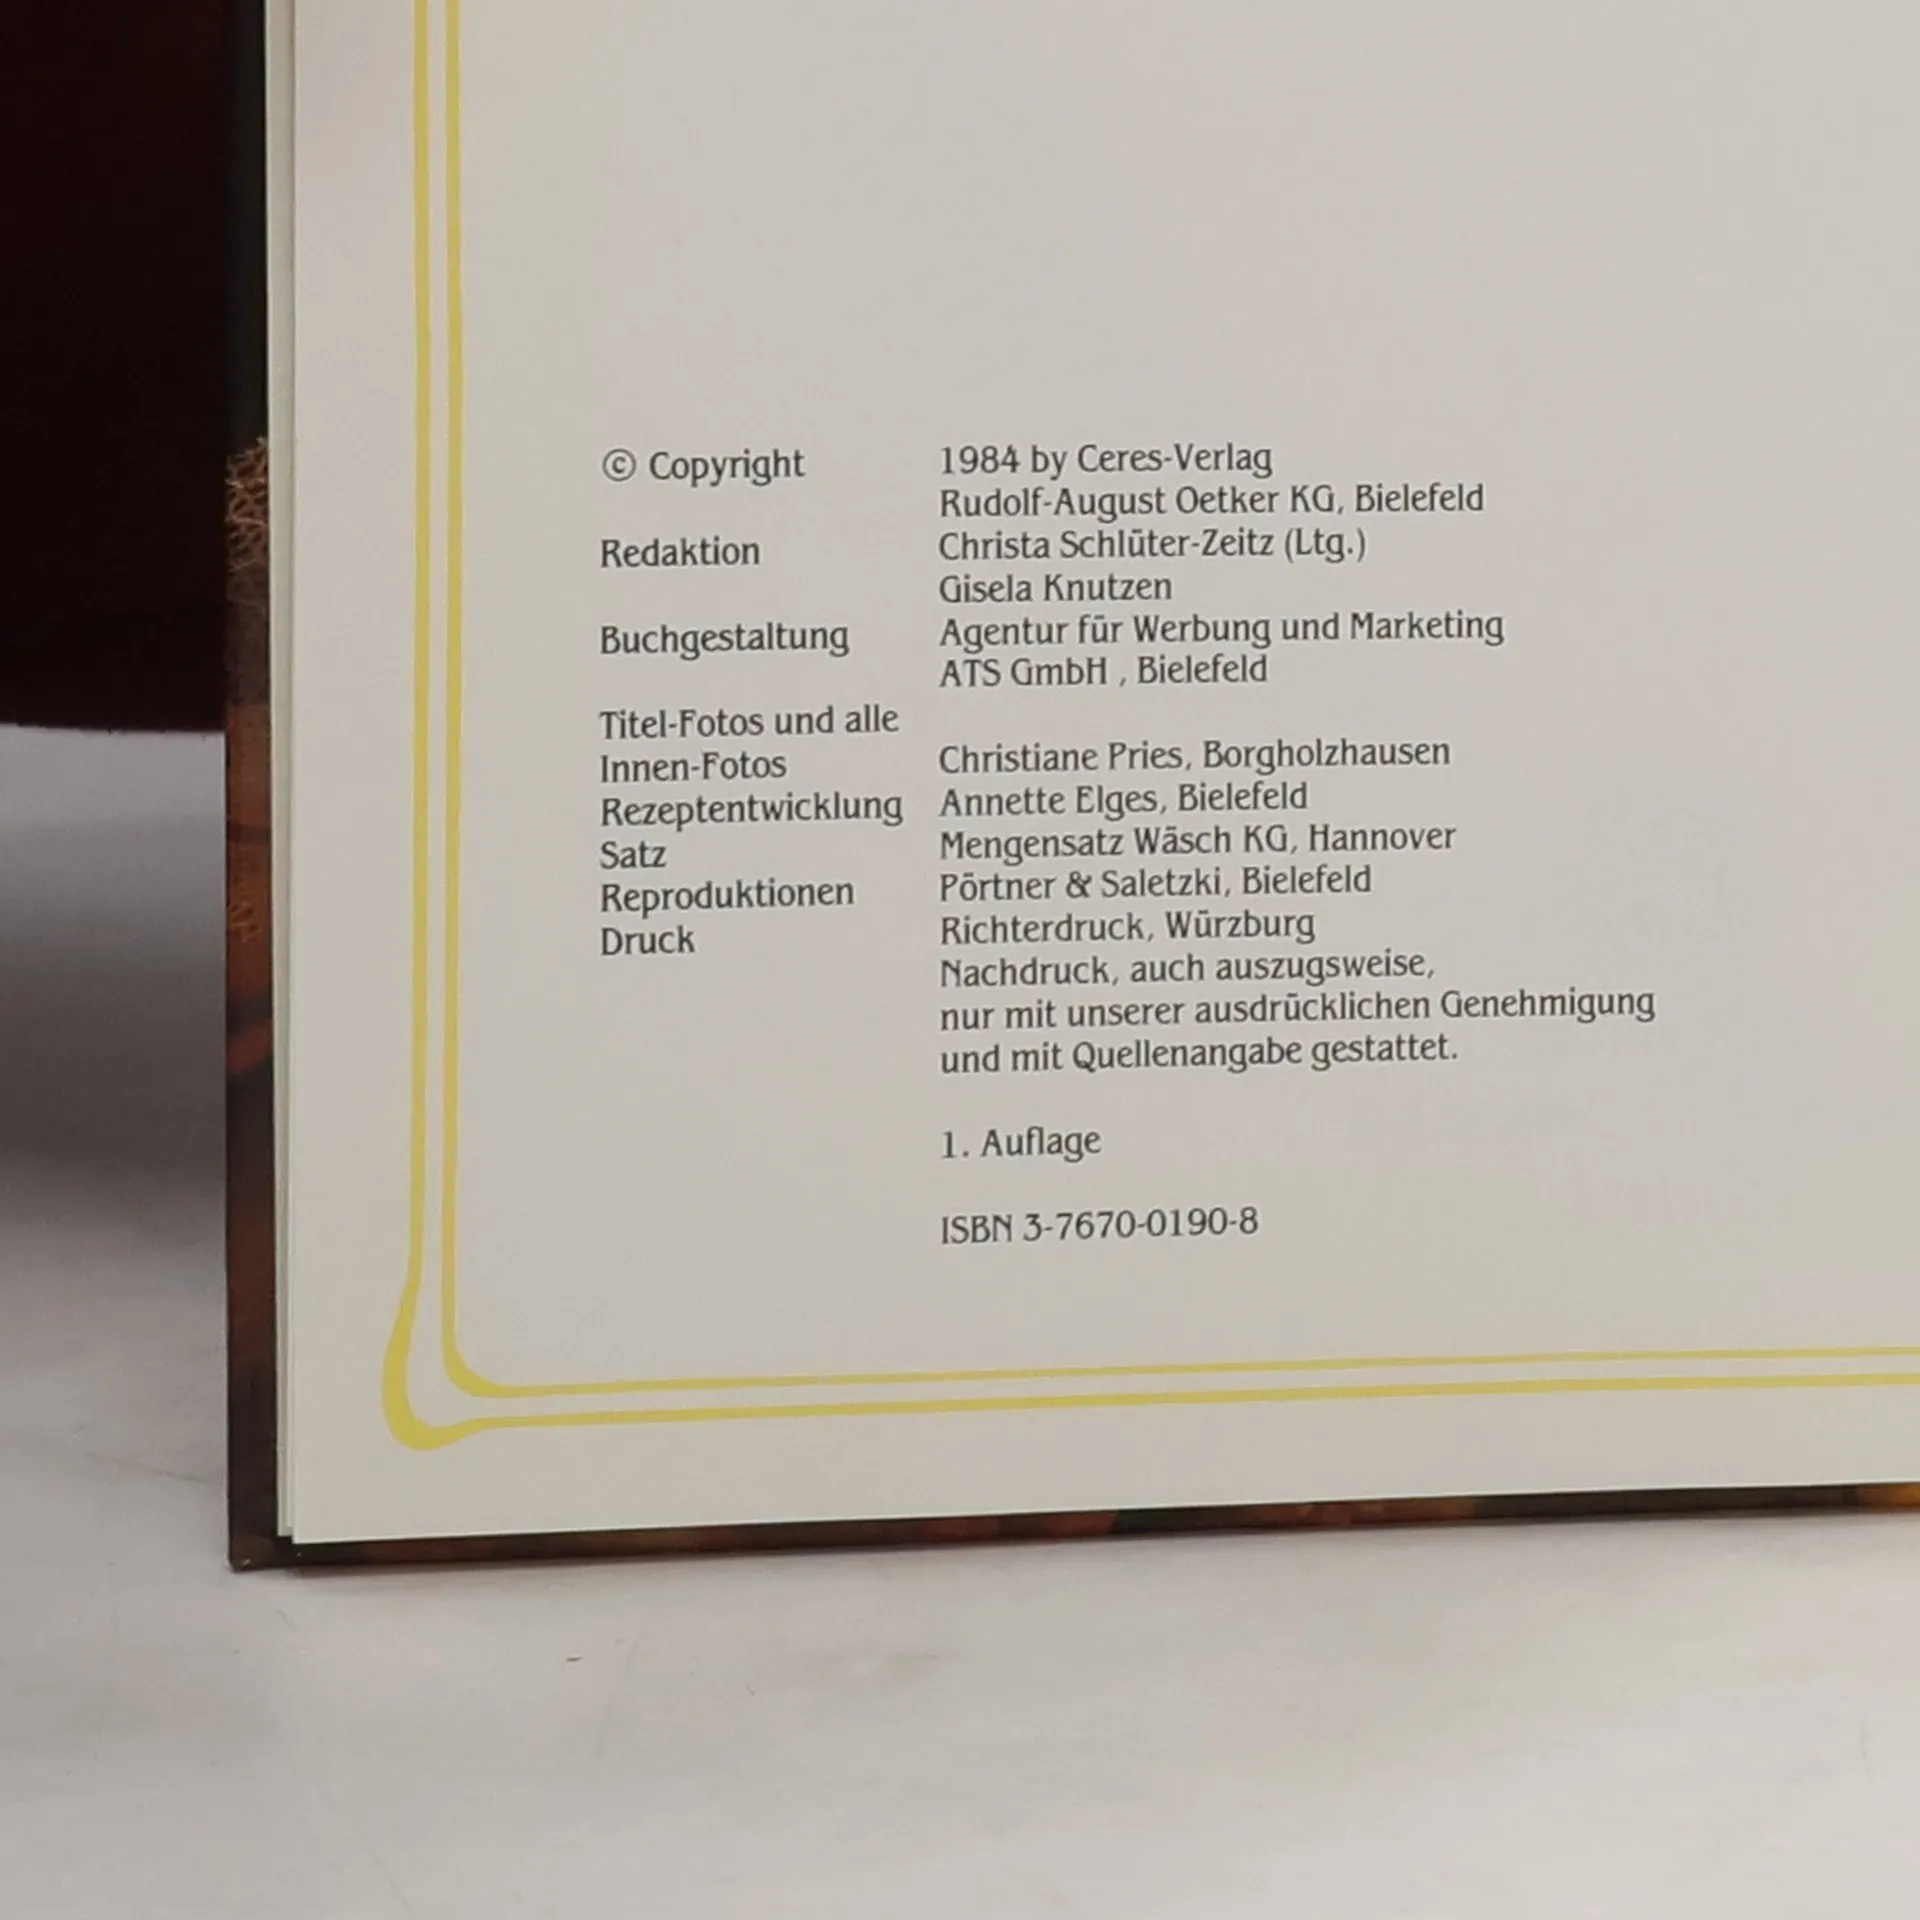 © Copyright 1984 by Ceres-Verlag
Rudolf-August Oetker KG, Bielefeld
Redaktion Christa Schlüter-Zeitz (Ltg.)
Gisela Knutzen
Buchgestaltung Agentur für Werbung und Marketing
ATS GmbH , Bielefeld
Titel-Fotos und alle
Innen-Fotos Christiane Pries, Borgholzhausen
Rezeptentwicklung Annette Elges, Bielefeld
Satz Mengensatz Wäsch KG, Hannover
Reproduktionen Pörtner & Saletzki, Bielefeld
Druck Richterdruck, Würzburg
Nachdruck, auch auszugsweise,
nur mit unserer ausdrücklichen Genehmigung
und mit Quellenangabe gestattet.
1. Auflage
ISBN 3-7670-0190-8